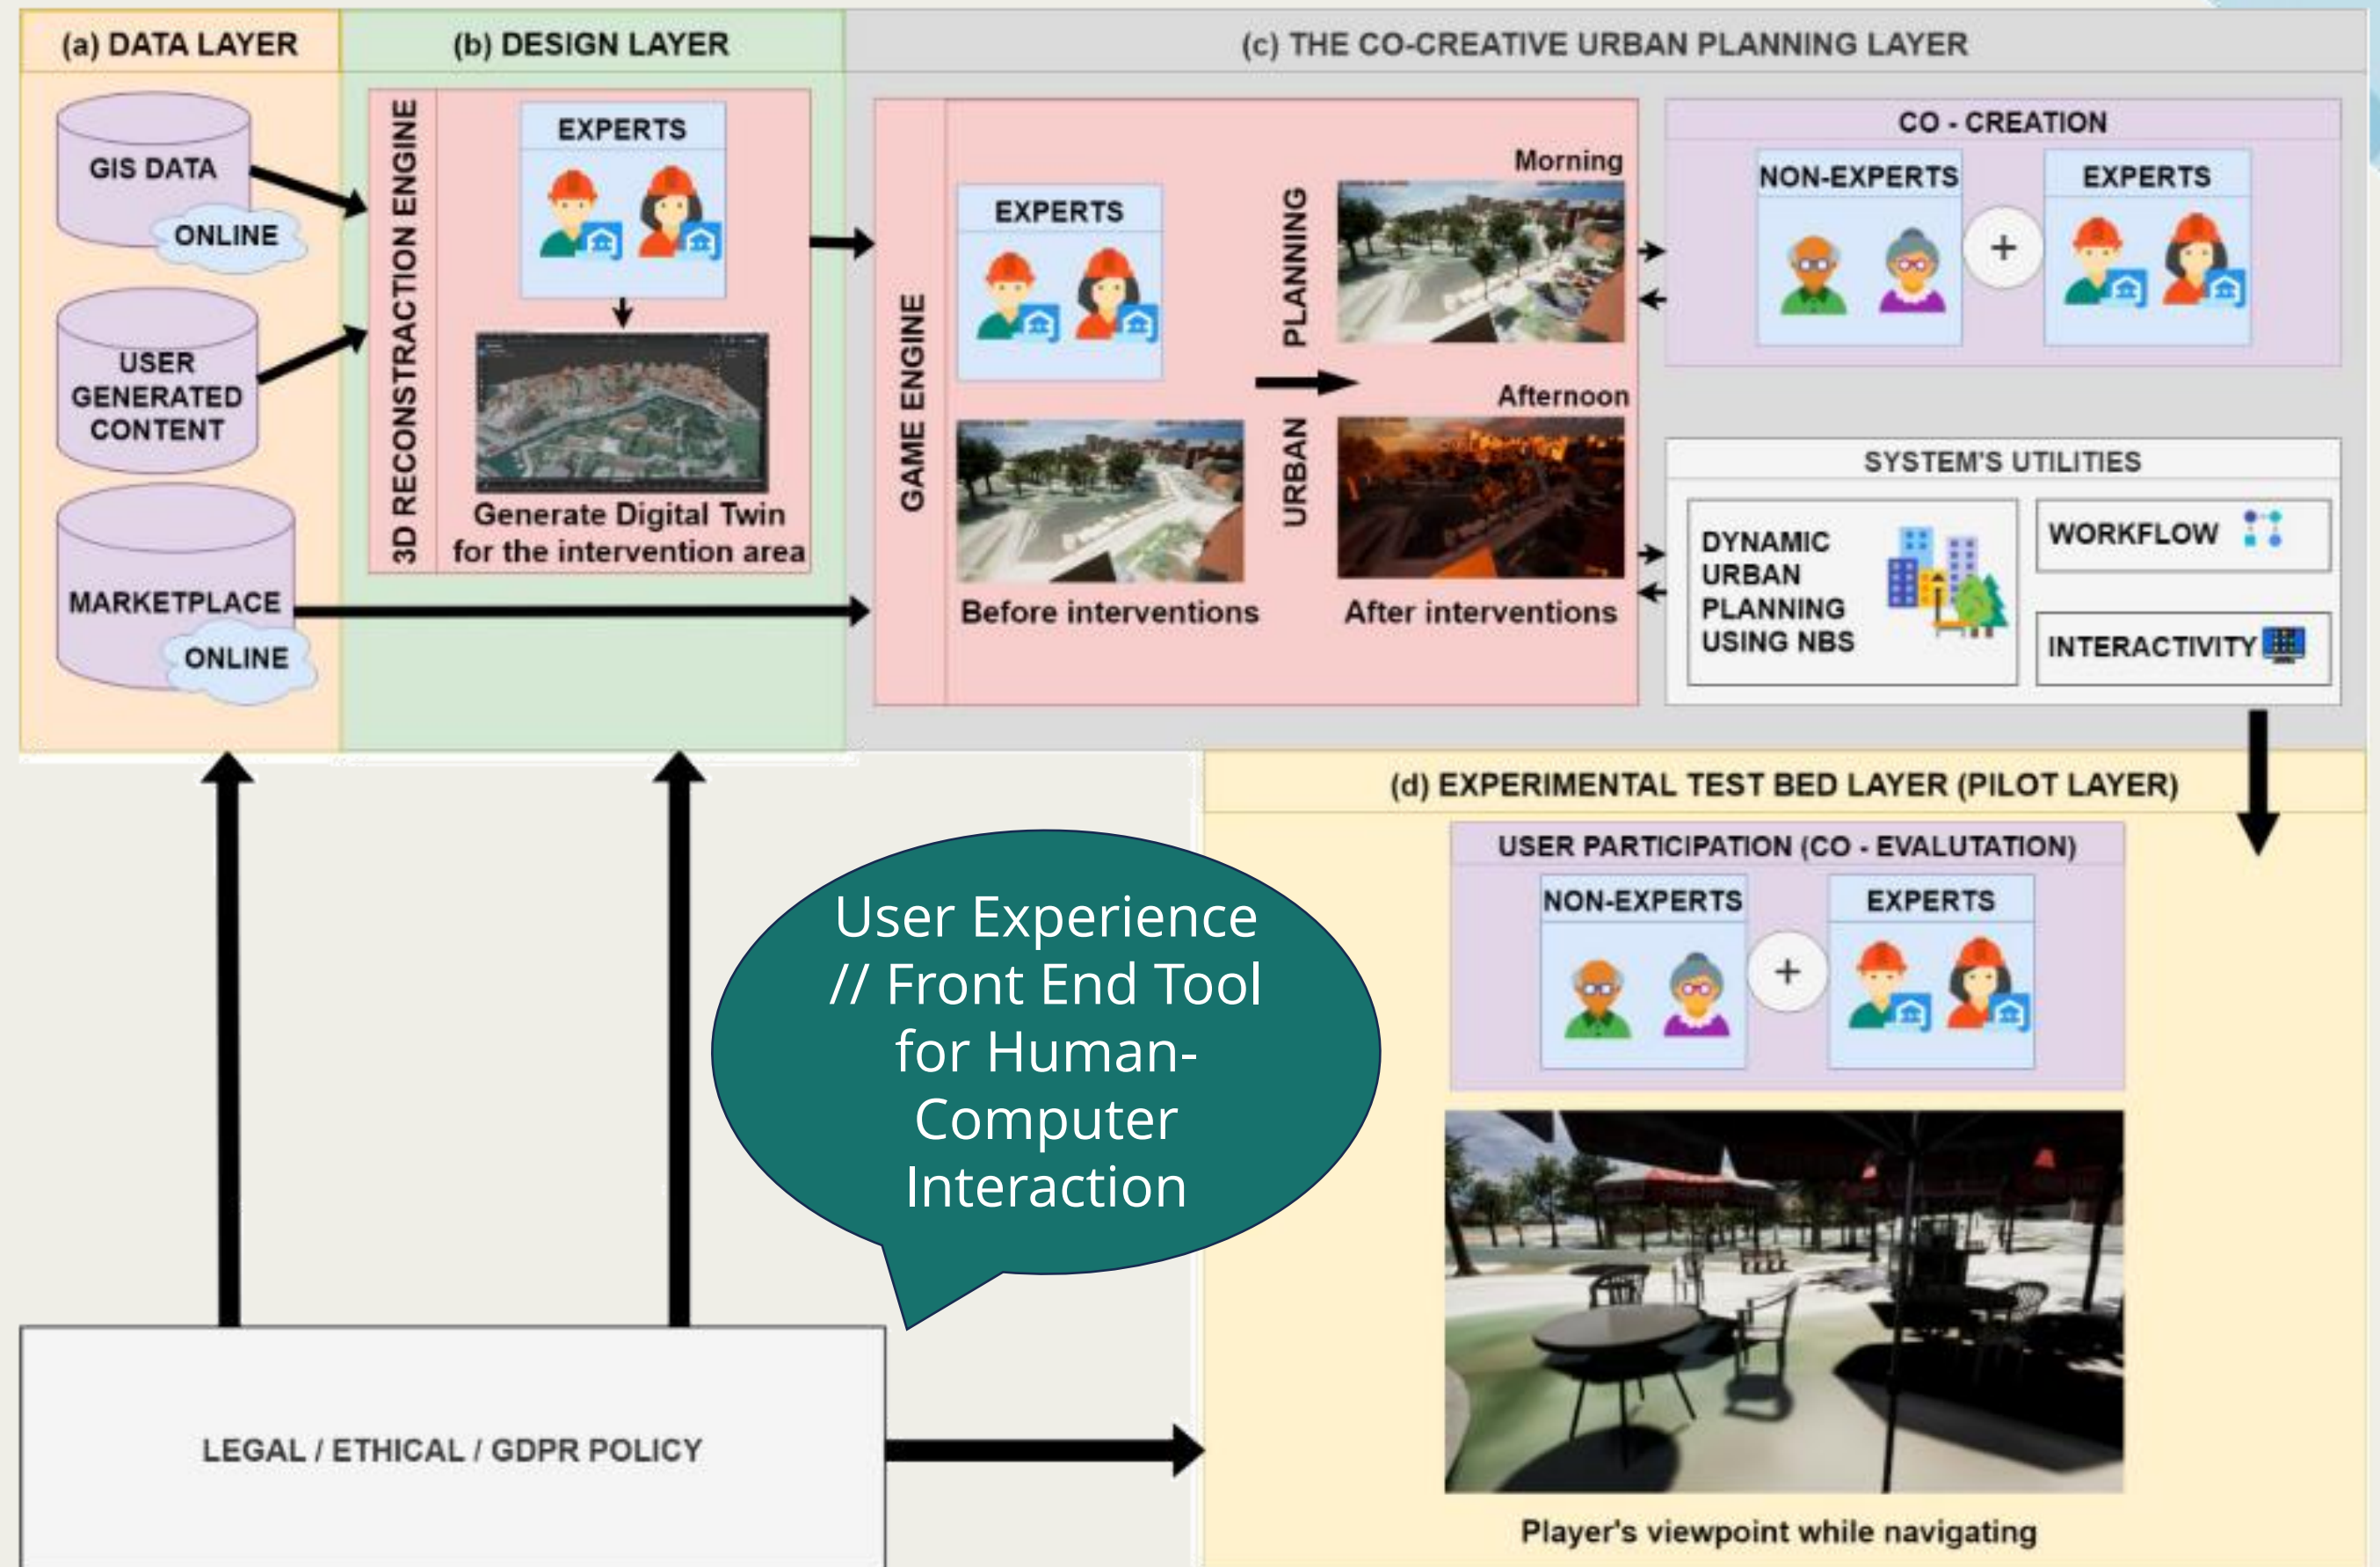 (a) DATA LAYER
(b) DESIGN LAYER
(c) THE CO-CREATIVE URBAN PLANNING LAYER
GIS DATA
ONLINE
USER
GENERATED
CONTENT
MARKETPLACE
ONLINE
3D RECONSTRACTION ENGINE
EXPERTS
Generate Digital Twin
for the intervention area
GAME ENGINE
EXPERTS
Before interventions
URBAN PLANNING
Morning
Afternoon
After interventions
CO - CREATION
NON-EXPERTS
+
EXPERTS
SYSTEM'S UTILITIES
DYNAMIC
URBAN
PLANNING
USING NBS
WORKFLOW
INTERACTIVITY
(d) EXPERIMENTAL TEST BED LAYER (PILOT LAYER)
USER PARTICIPATION (CO - EVALUTATION)
NON-EXPERTS
+
EXPERTS
Player's viewpoint while navigating
User Experience
// Front End Tool
for Human-
Computer
Interaction
LEGAL / ETHICAL / GDPR POLICY